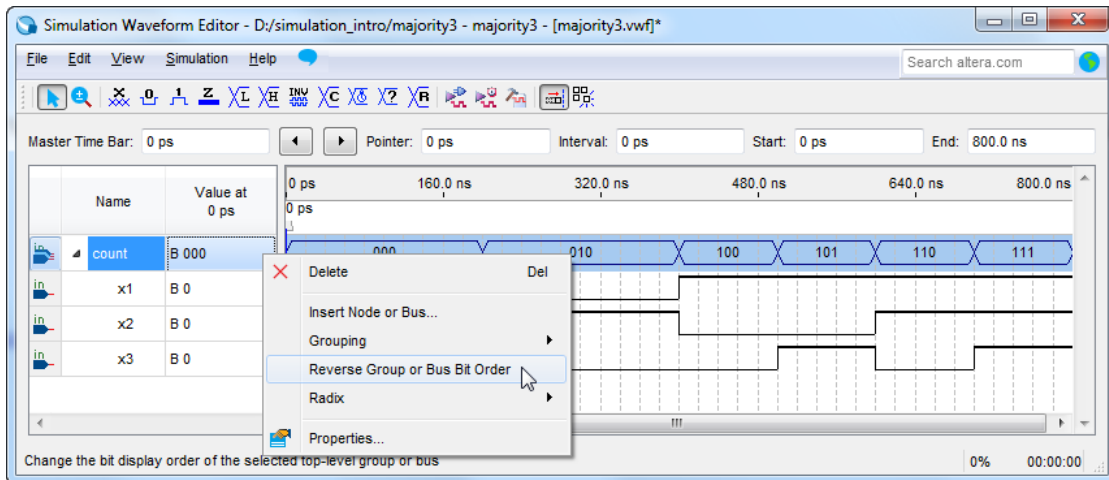 Simulation Waveform Editor - D:/simulation_intro/majority3 - majority3 - [majority3.vwf]*
File Edit View Simulation Help
Search altera.com
Master Time Bar: 0 ps Pointer: 0 ps Interval: 0 ps Start: 0 ps End: 800.0 ns
Name Value at 0 ps
0 ps 160.0 ns 320.0 ns 480.0 ns 640.0 ns 800.0 ns
0 ps
in count B 000 000 010 100 101 110 111
in x1 B 0
in x2 B 0
in x3 B 0
Delete Del
Insert Node or Bus...
Grouping
Reverse Group or Bus Bit Order
Radix
Properties...
Change the bit display order of the selected top-level group or bus 0% 00:00:00